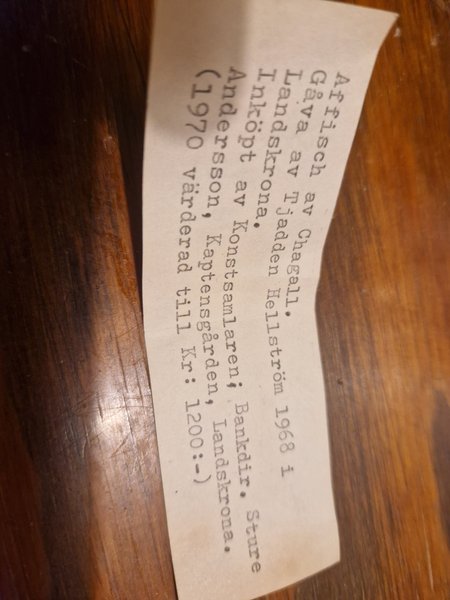 Affisch av Chagall.
Gåva av Tjadden Hellström 1968 i
Landskrona.
Inköpt av Konstsamlaren; Bankdir. Sture
Andersson, Kaptensgården, Landskrona.
(1970 värderad till Kr: 1200:-)